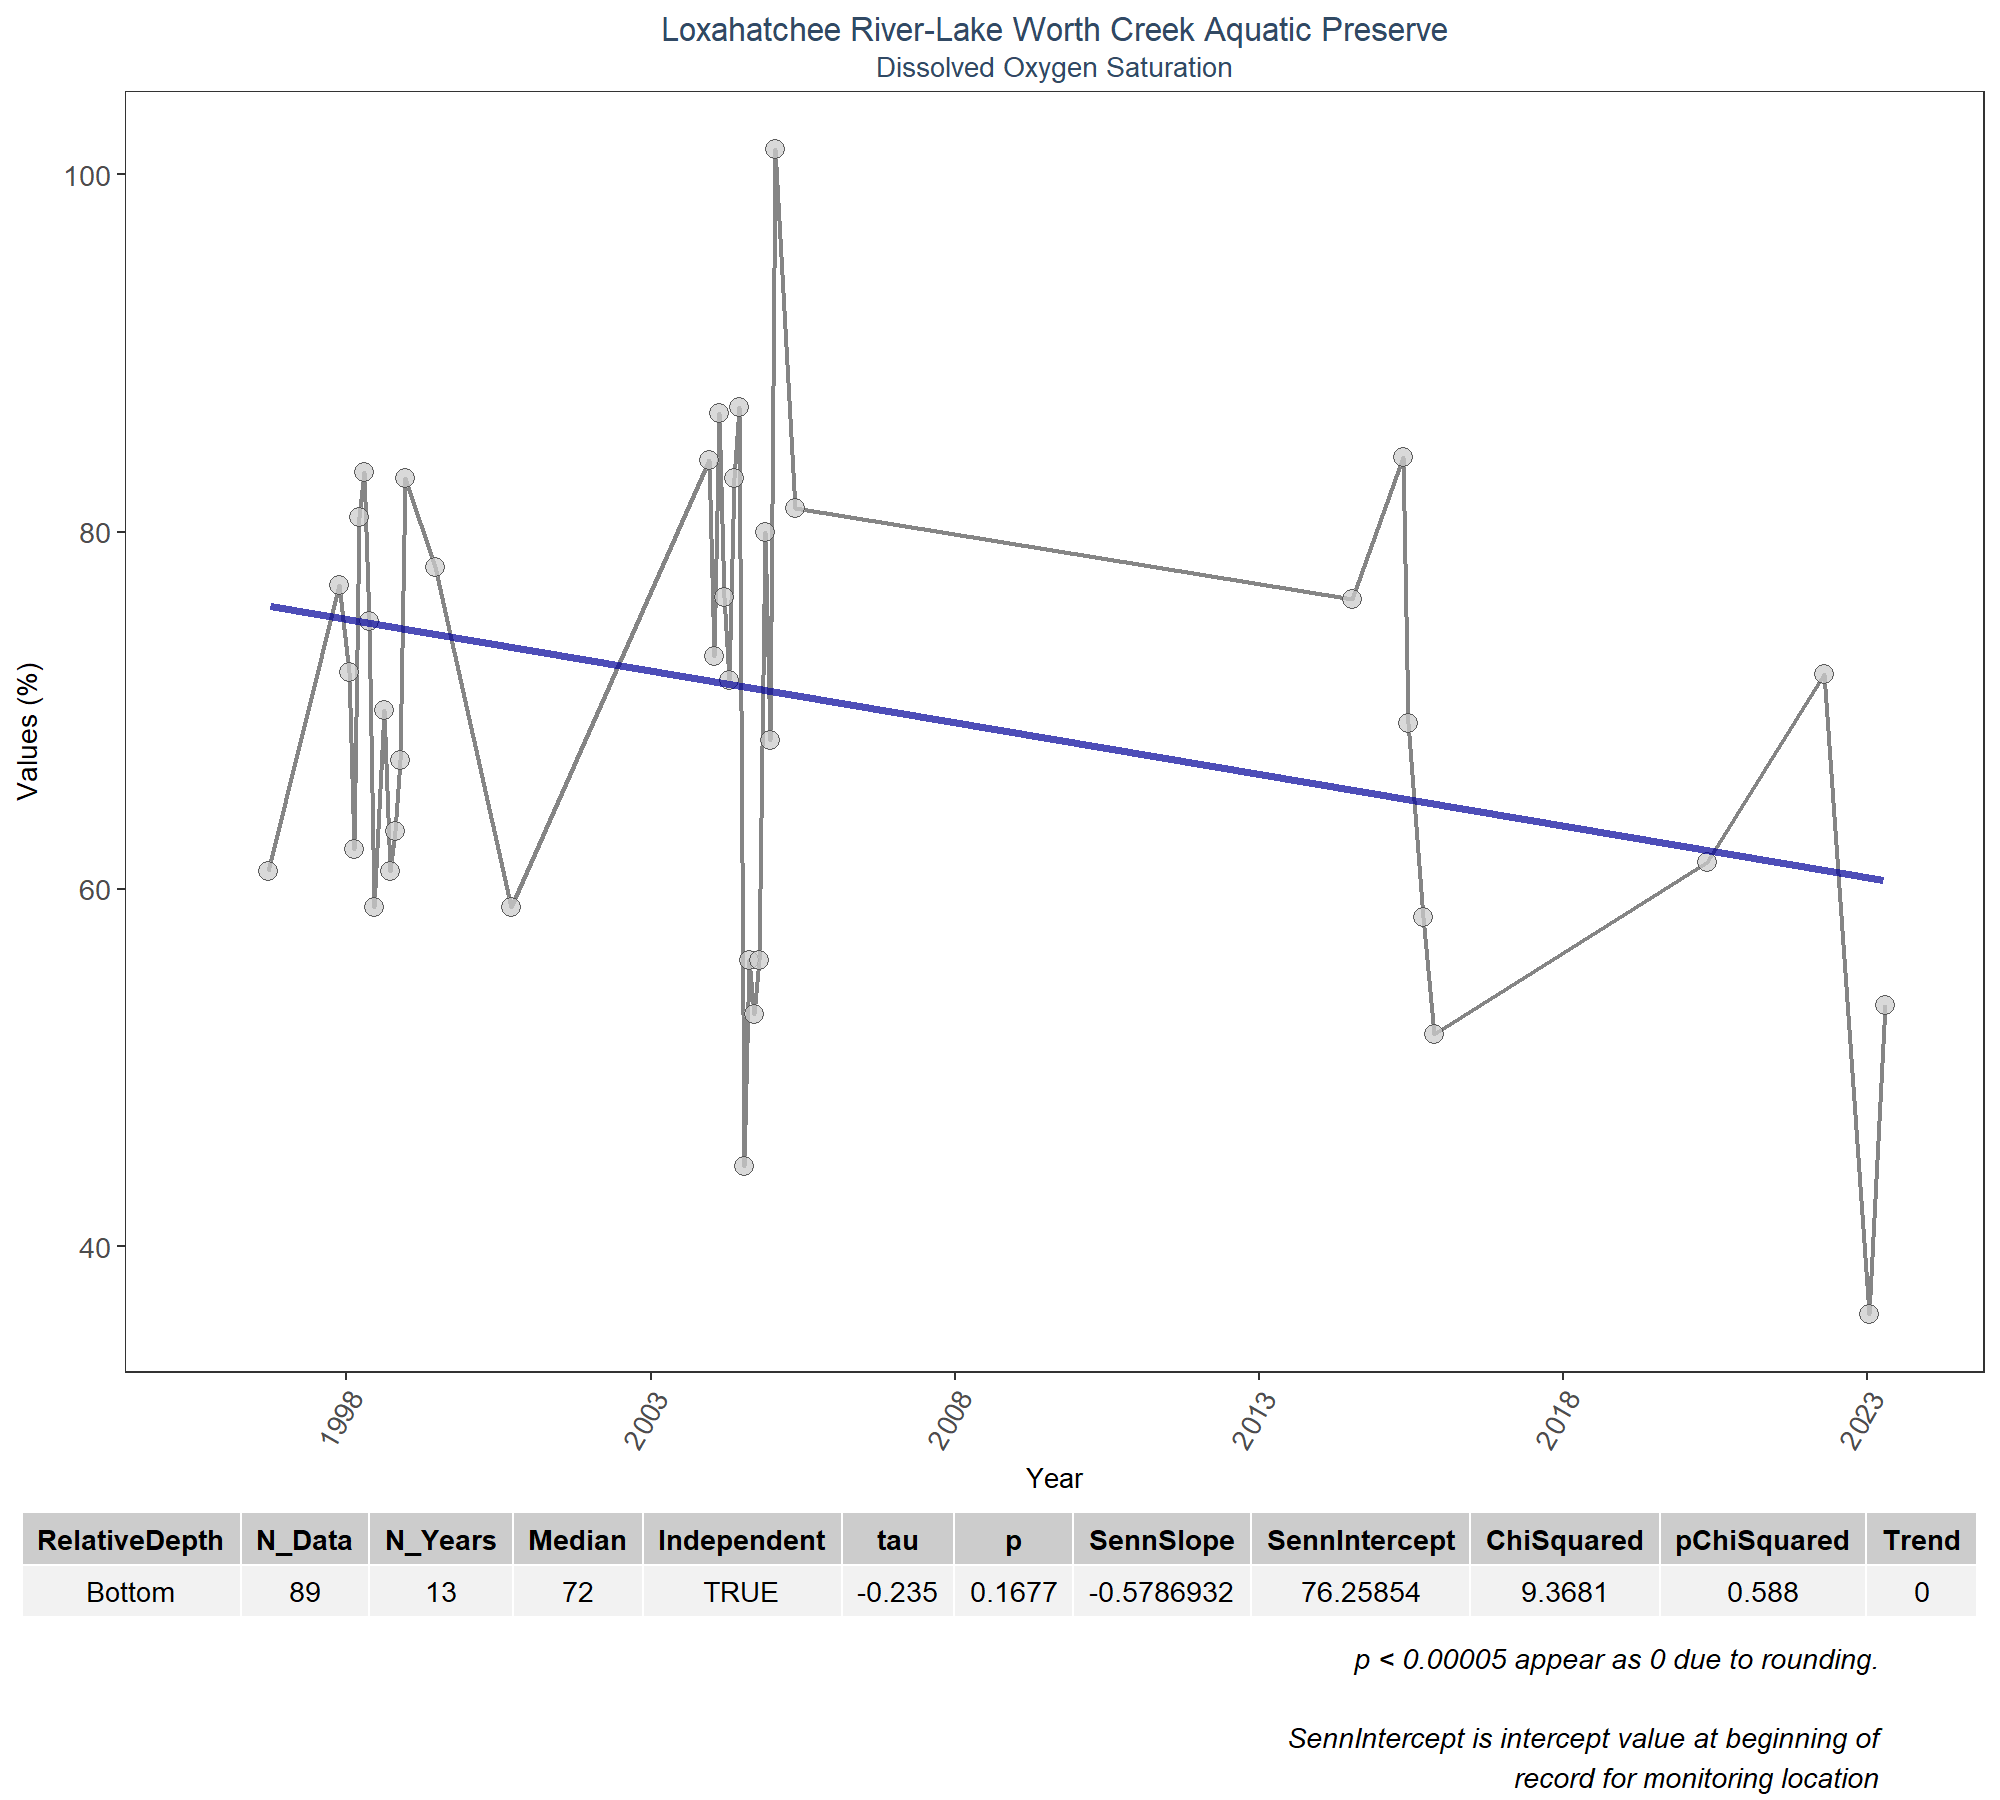 Loxahatchee River-Lake Worth Creek Aquatic Preserve
Dissolved Oxygen Saturation
Values (%)
100
80
60
40
1998 2003 2008 2013 2018 2023
Year
RelativeDepth N_Data N_Years Median Independent tau p SennSlope SennIntercept ChiSquared pChiSquared Trend
Bottom 89 13 72 TRUE -0.235 0.1677 -0.5786932 76.25854 9.3681 0.588 0
p < 0.00005 appear as 0 due to rounding.
SennIntercept is intercept value at beginning of
record for monitoring location